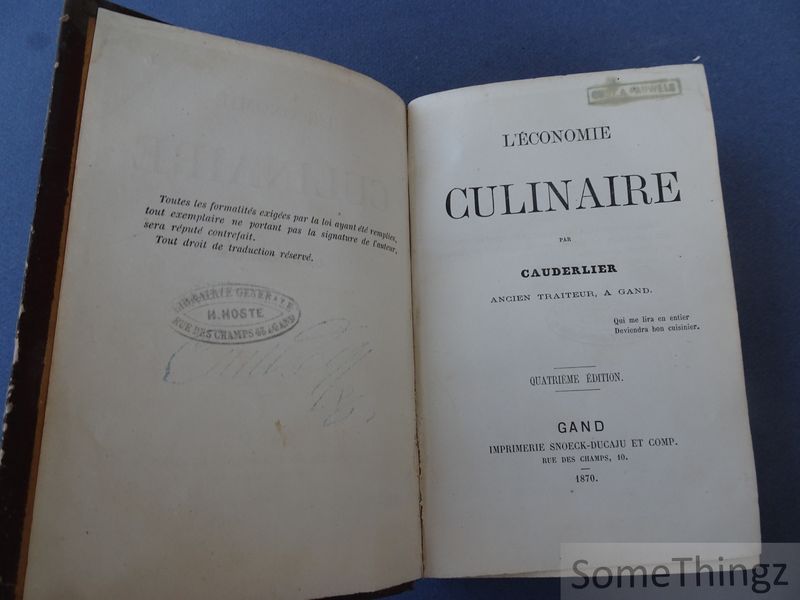 Toutes les formalités exigées par la loi ayant été remplies,
tout exemplaire ne portant pas la signature de l'auteur,
sera réputé contrefait.
Tout droit de traduction réservé.
LIBRAIRIE GENERALE
H. HOSTE
RUE DES CHAMPS GAND
L'ÉCONOMIE
CULINAIRE
PAR
CAUDERLIER
ANCIEN TRAITEUR, A GAND.
Qui me lira en entier
Deviendra bon cuisinier.
QUATRIÈME ÉDITION.
GAND
IMPRIMERIE SNOECK-DUCAJU ET COMP.
RUE DES CHAMPS, 10.
1870.
SomeThingz